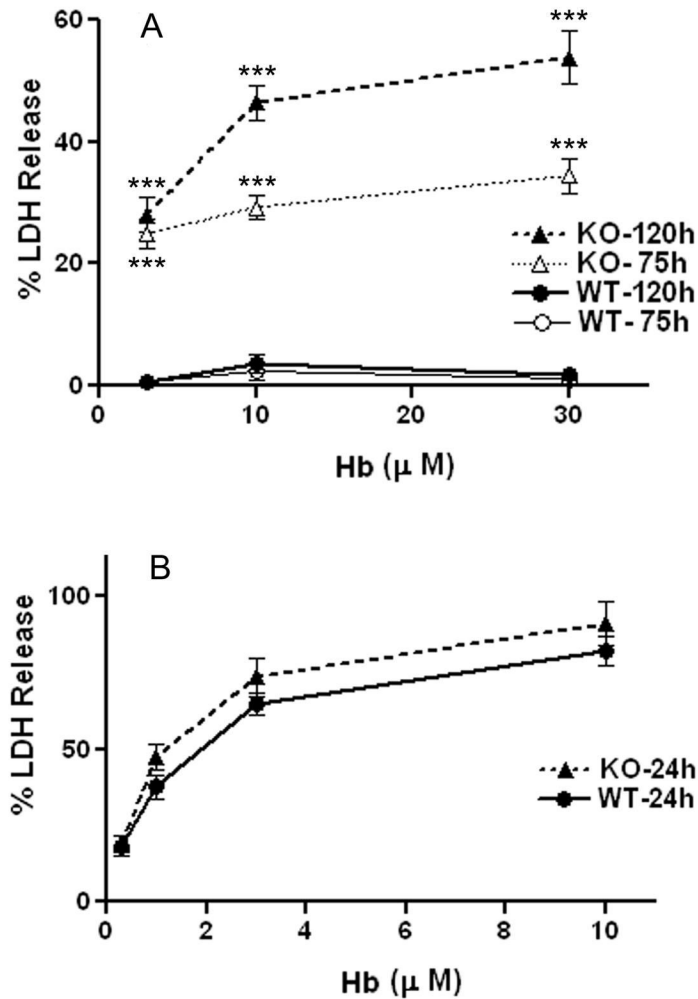 A
% LDH Release
60
40
20
0
***
***
***
***
***
***
KO-120h
KO- 75h
WT-120h
WT- 75h
0 10 20 30
Hb (μ M)
B
% LDH Release
100
50
0
KO-24h
WT-24h
0 2 4 6 8 10
Hb (μ M)